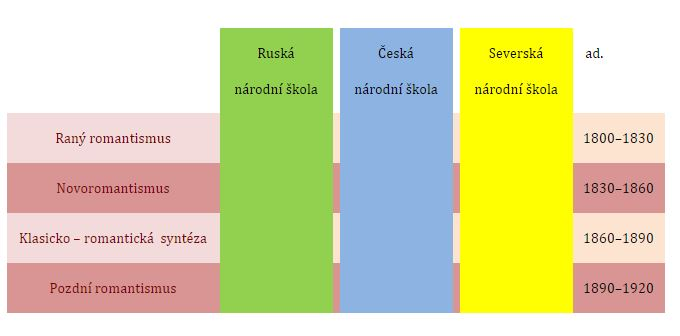 Ruská
národní škola
Česká
národní škola
Severská
národní škola
ad.
Raný romantismus
1800–1830
Novoromantismus
1830–1860
Klasicko – romantická syntéza
1860–1890
Pozdní romantismus
1890–1920